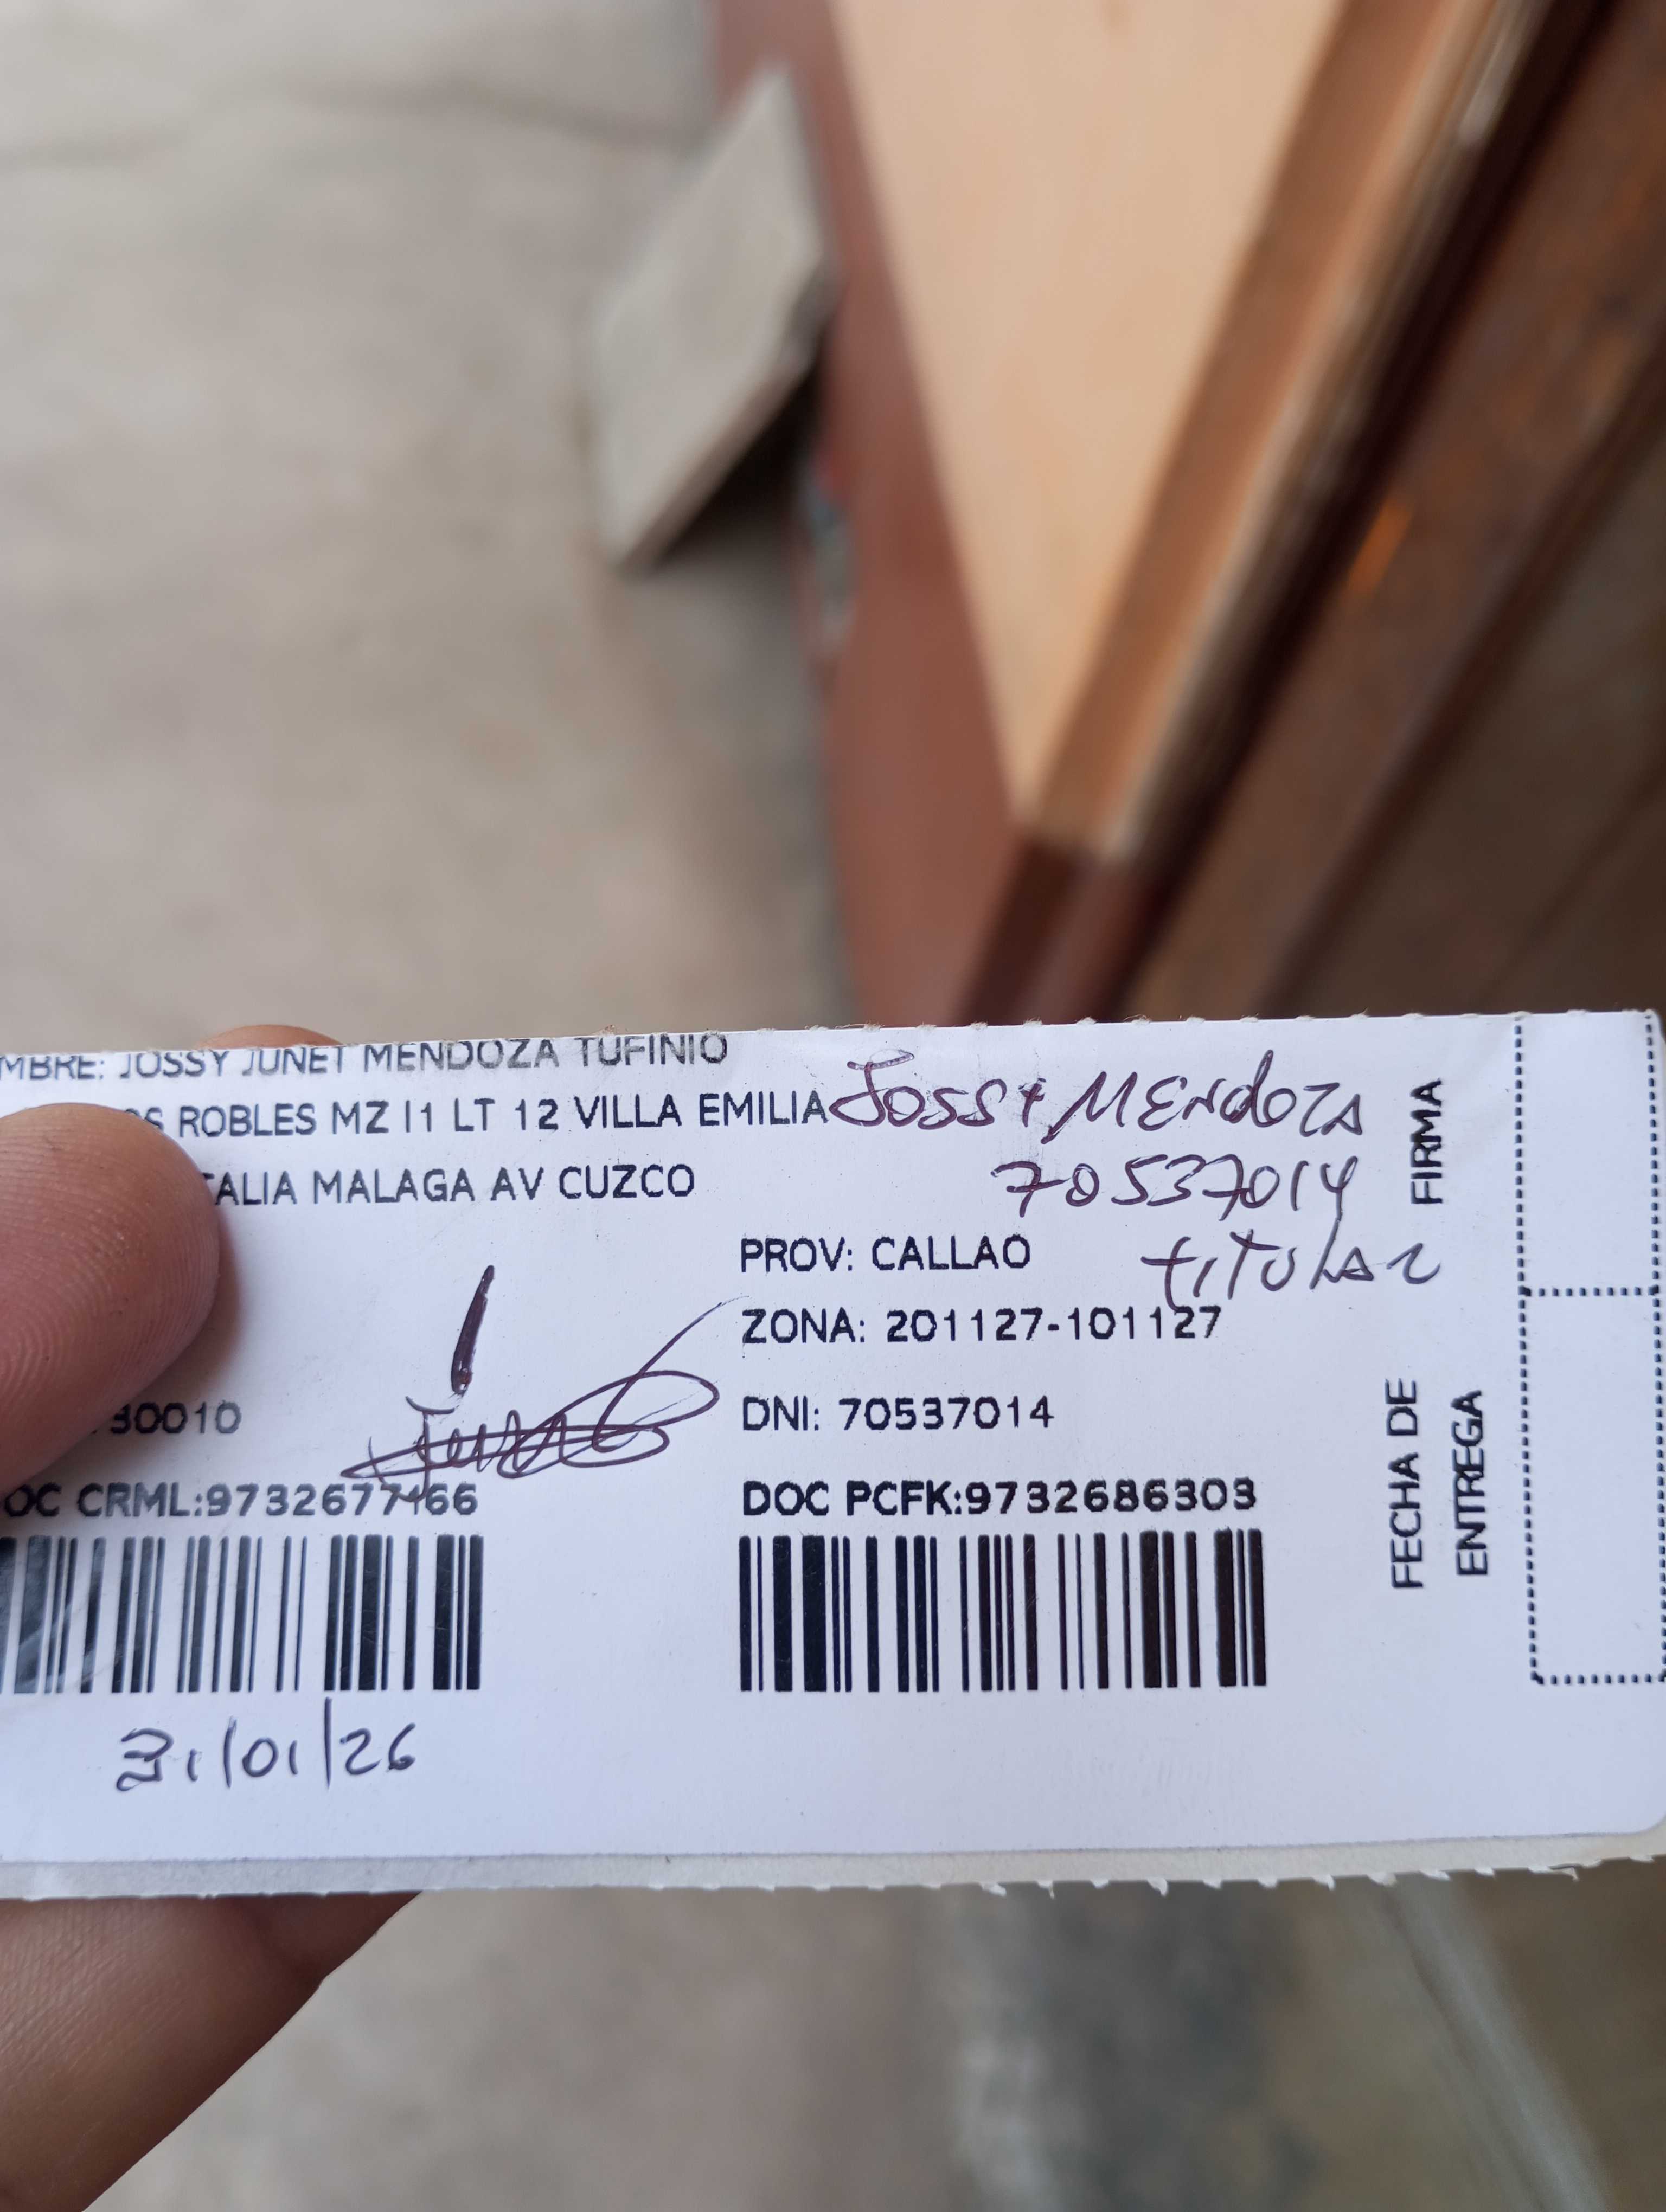 MBRE: JOSSY JUNET MENDOZA TUFINIO
OS ROBLES MZ I1 LT 12 VILLA EMILIA
Jossy Mendoza
TALIA MALAGA AV CUZCO
70537014
FIRMA
PROV: CALLAO
titular
ZONA: 201127-101127
30010
DNI: 70537014
FECHA DE
ENTREGA
OC CRML:9732677166
DOC PCFK:9732686303
31/01/26